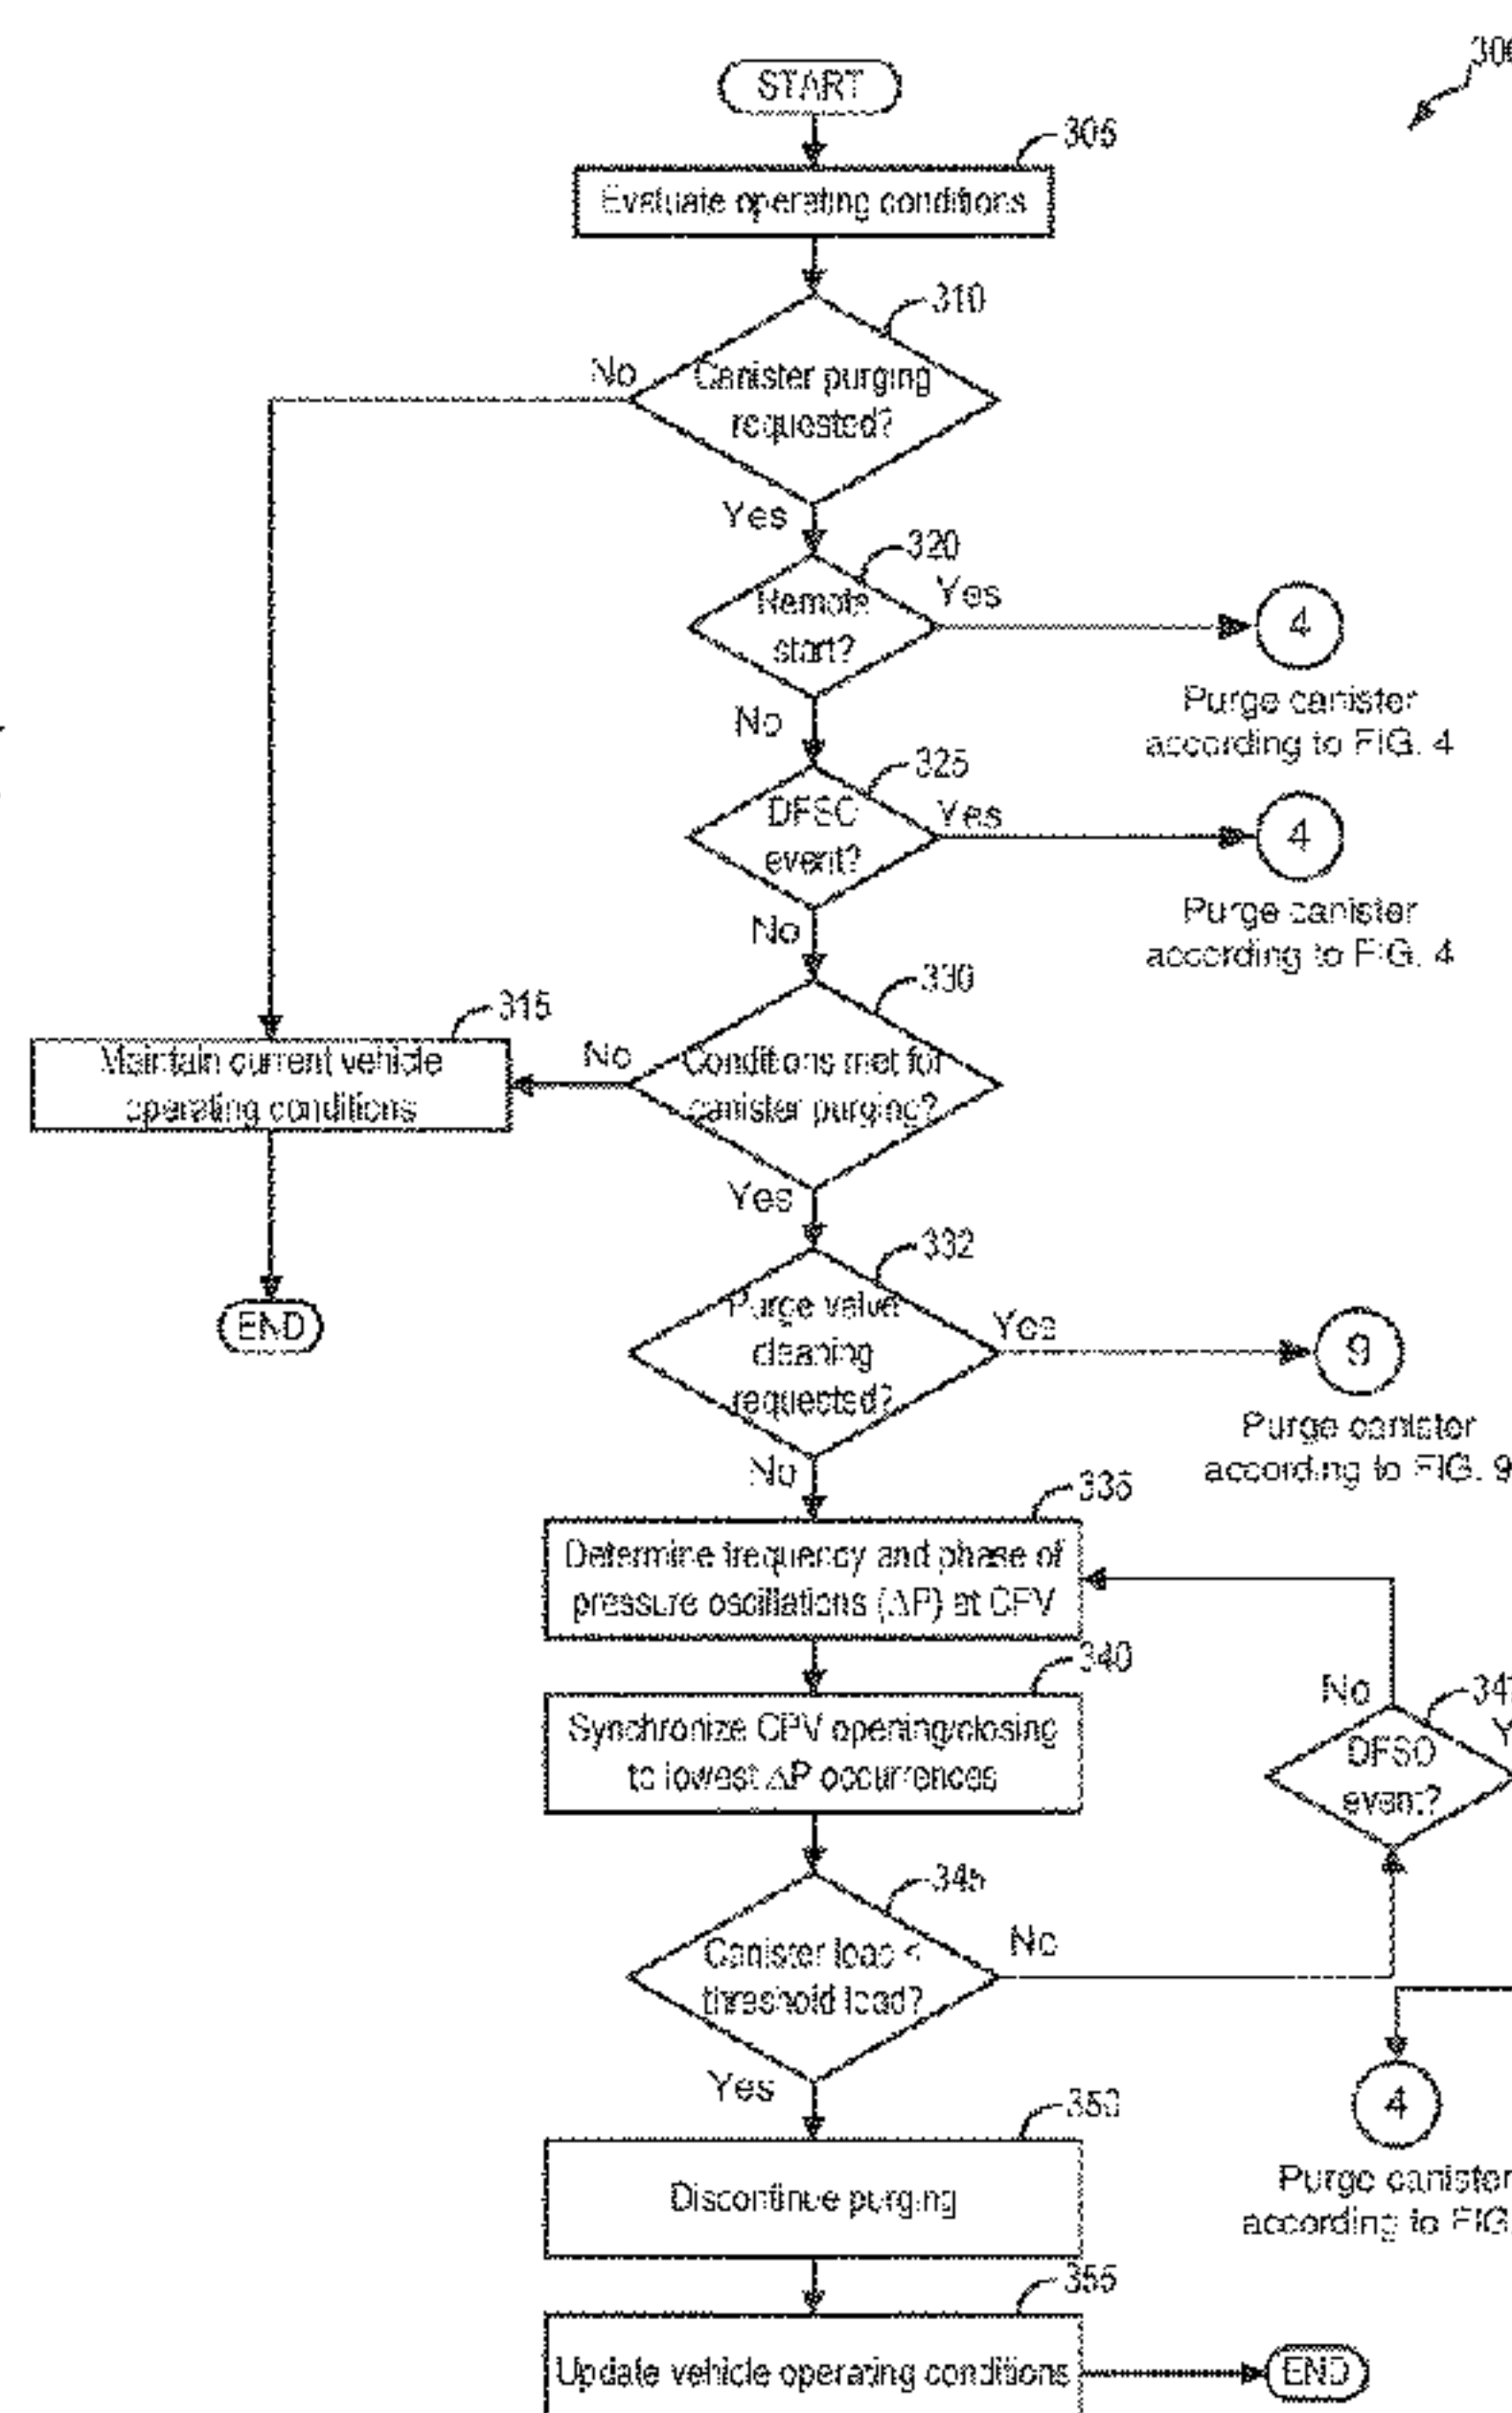 START
305
Evaluate operating conditions
310
No
Canister purging
requested?
Yes
320
Remote
start?
Yes
4
Purge canister
according to FIG. 4
No
325
DFSO
event?
Yes
4
Purge canister
according to FIG. 4
No
330
315
Maintain current vehicle
operating conditions
No
Conditions met for
canister purging?
Yes
332
END
Purge valve
cleaning
requested?
Yes
9
Purge canister
according to FIG. 9
No
335
Determine frequency and phase of
pressure oscillations (ΔP) at CPV
340
Synchronize CPV opening/closing
to lowest ΔP occurrences
No
DFSO
event?
345
Canister load <
threshold load?
No
Yes
4
Purge canister
according to FIG.
350
Discontinue purging
355
Update vehicle operating conditions
END